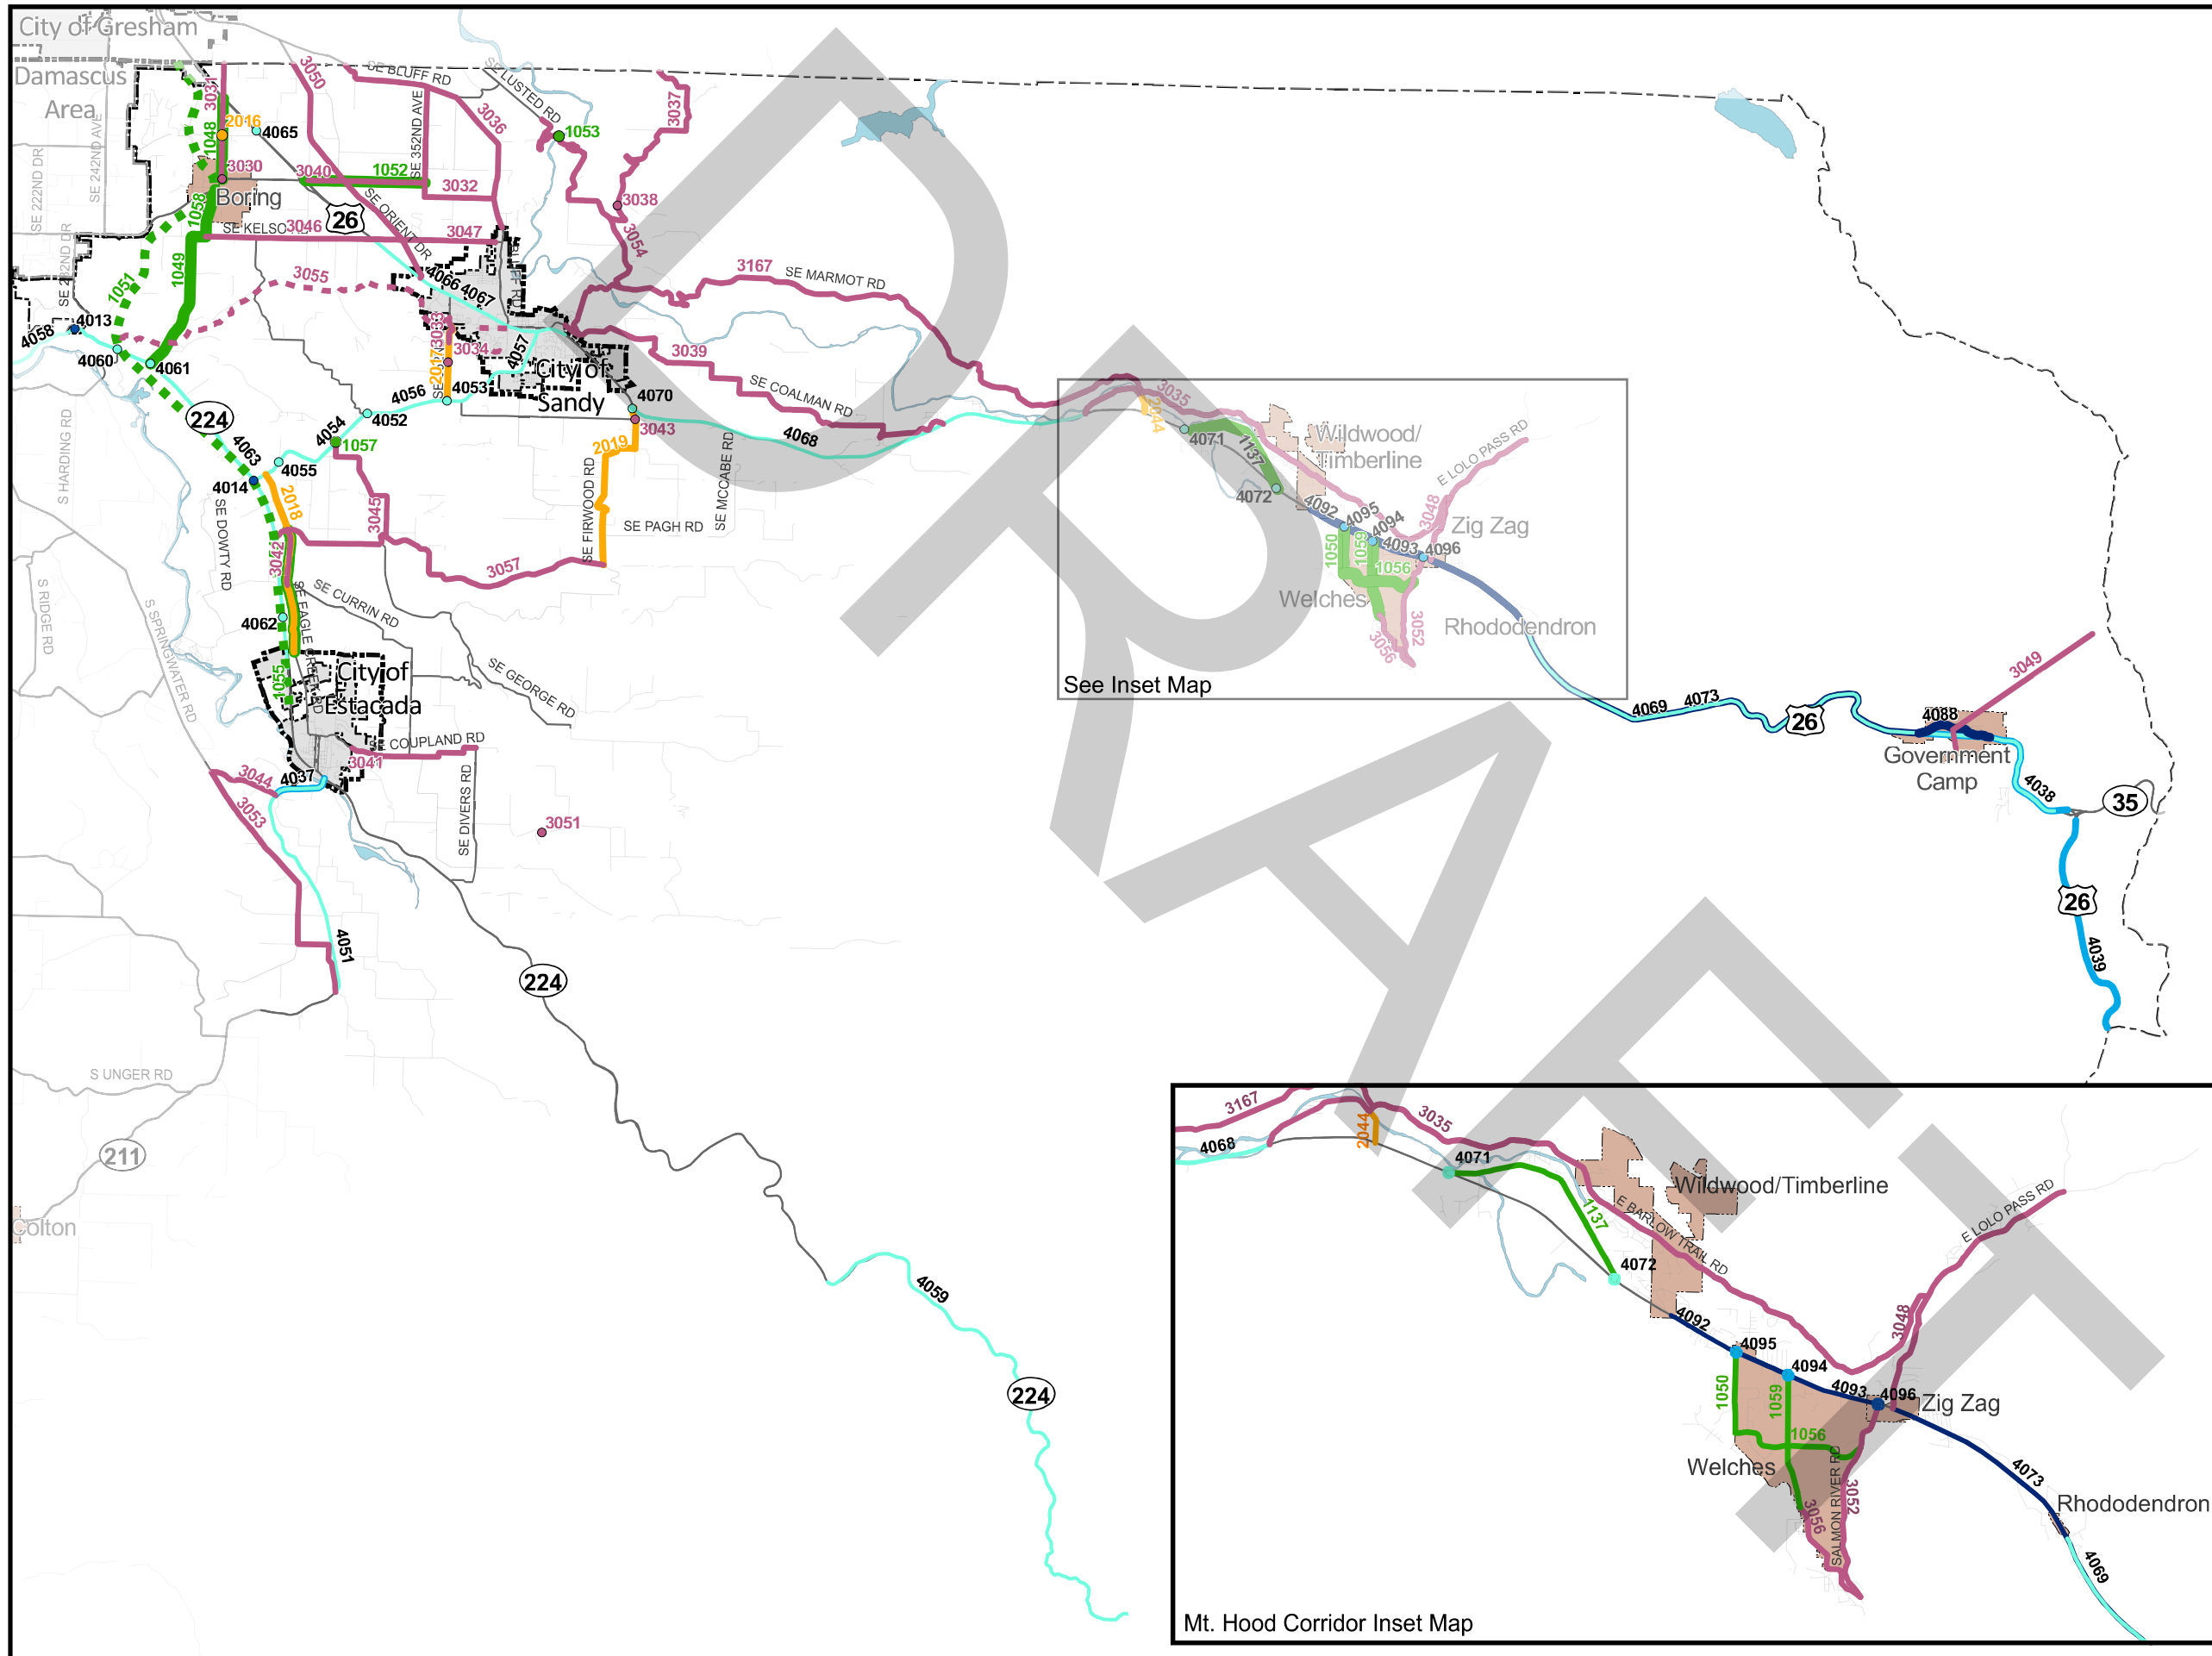 City of Gresham
Damascus
Area
SE 222ND DR
SE 242ND AVE
3031
1048
2016
4065
3030
Boring
1058
3050
SE BLUFF RD
SE LUSTED RD
SE 352ND AVE
3036
1053
3037
3040
1052
3032
3038
3054
26
SE ORIENT DR
3046
3047
1049
1051
3055
4066
4067
3167
SE MARMOT RD
4058
4013
4060
4061
3033
3034
2047
4057
City of
Sandy
3039
SE COALMAN RD
4056
4053
4070
3043
4068
4052
4054
1057
224
4063
4055
4014
2018
2019
SE FIRWOOD RD
SE MCCABE RD
SE PAGH RD
S HARDING RD
SE DOWTY RD
3045
3042
3057
SE CURRIN RD
SE EAGLE CREEK RD
4062
1055
City of
Estacada
SE GEORGE RD
S RIDGE RD
S SPRINGWATER RD
SE COUPLAND RD
3041
SE DIVERS RD
3044
4037
3053
3051
4051
224
S UNGER RD
211
Colton
4059
224
3035
2044
4071
1137
4072
Wildwood/
Timberline
E LOLO PASS RD
4092
4095
4094
3048
Zig Zag
4093
4096
1050
1059
1056
Welches
3052
3056
Rhododendron
See Inset Map
4069
4073
26
3049
4088
Government
Camp
4038
35
26
4039
3167
4068
2044
3035
4071
1137
Wildwood/Timberline
E BARLOW TRAIL RD
E LOLO PASS RD
4072
4092
4095
4094
3048
4093
4096
Zig Zag
1050
1059
1056
Welches
SALMON RIVER RD
3052
3056
4073
Rhododendron
4069
Mt. Hood Corridor Inset Map
DRAFT